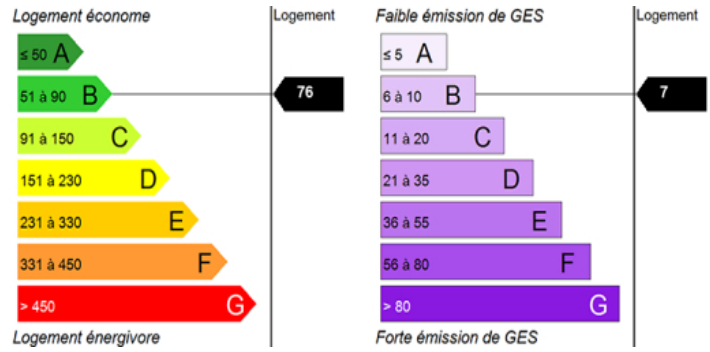 Logement économe
Logement
≤ 50 A
51 à 90 B
76
91 à 150 C
151 à 230 D
231 à 330 E
331 à 450 F
> 450 G
Logement énergivore
Faible émission de GES
Logement
≤ 5 A
6 à 10 B
7
11 à 20 C
21 à 35 D
36 à 55 E
56 à 80 F
> 80 G
Forte émission de GES